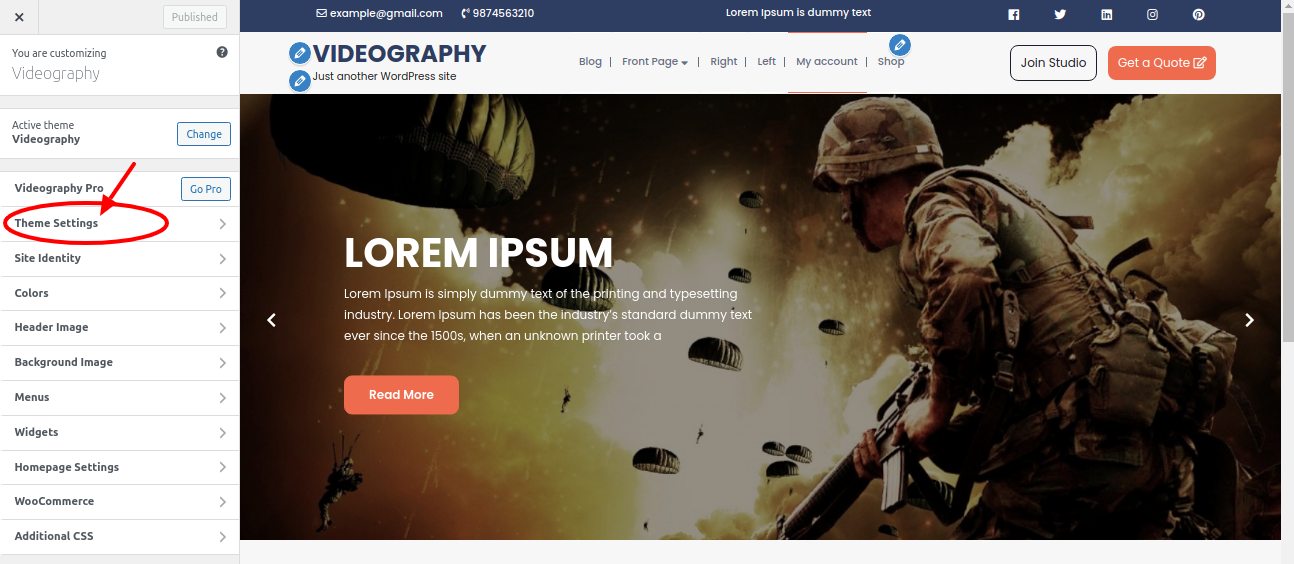 Published
You are customizing
Videography
Active theme
Videography
Change
Videography Pro
Go Pro
Theme Settings
Site Identity
Colors
Header Image
Background Image
Menus
Widgets
Homepage Settings
WooCommerce
Additional CSS
example@gmail.com 9874563210 Lorem Ipsum is dummy text
VIDEOGRAPHY
Just another WordPress site
Blog | Front Page | Right | Left | My account | Shop
Join Studio
Get a Quote
LOREM IPSUM
Lorem Ipsum is simply dummy text of the printing and typesetting
industry. Lorem Ipsum has been the industry's standard dummy text
ever since the 1500s, when an unknown printer took a
Read More